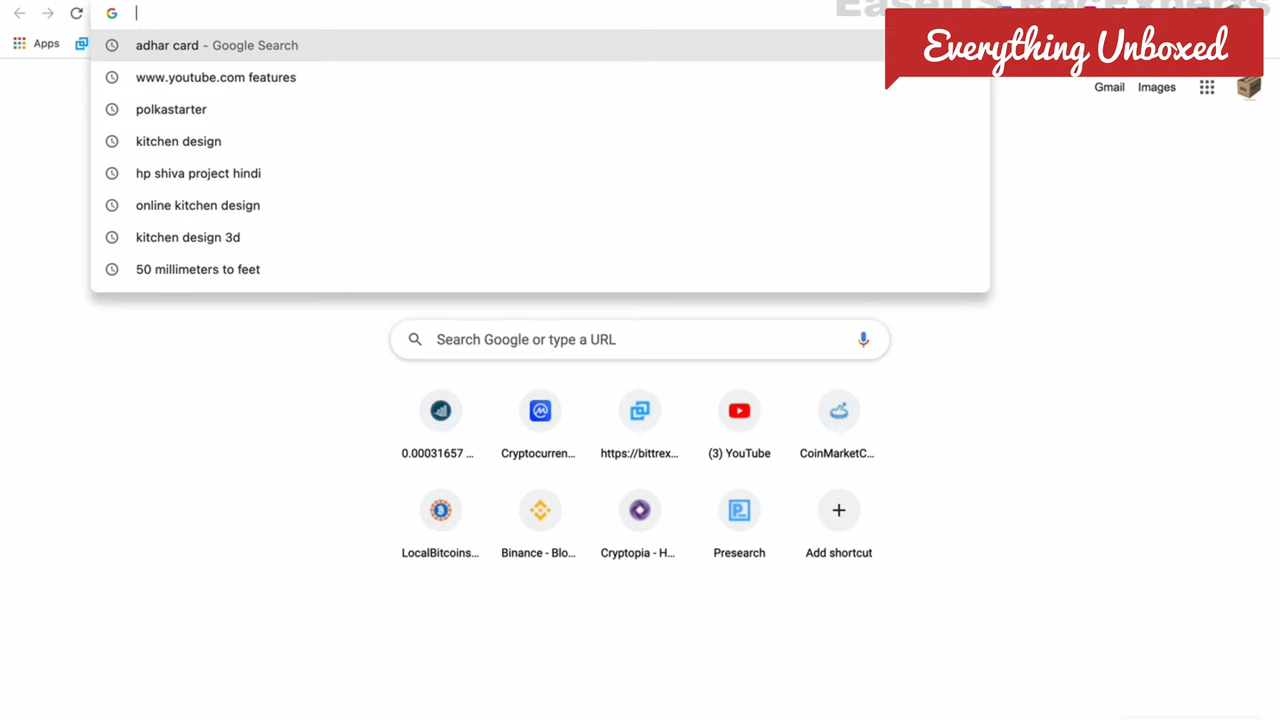 EaseUS RecExperts
Everything Unboxed
Apps
adhar card - Google Search
www.youtube.com features
polkastarter
kitchen design
hp shiva project hindi
online kitchen design
kitchen design 3d
50 millimeters to feet
Gmail Images
Search Google or type a URL
0.00031657 ...
Cryptocurren...
https://bittrex...
(3) YouTube
CoinMarketC...
LocalBitcoins...
Binance - Blo...
Cryptopia - H...
Presearch
Add shortcut